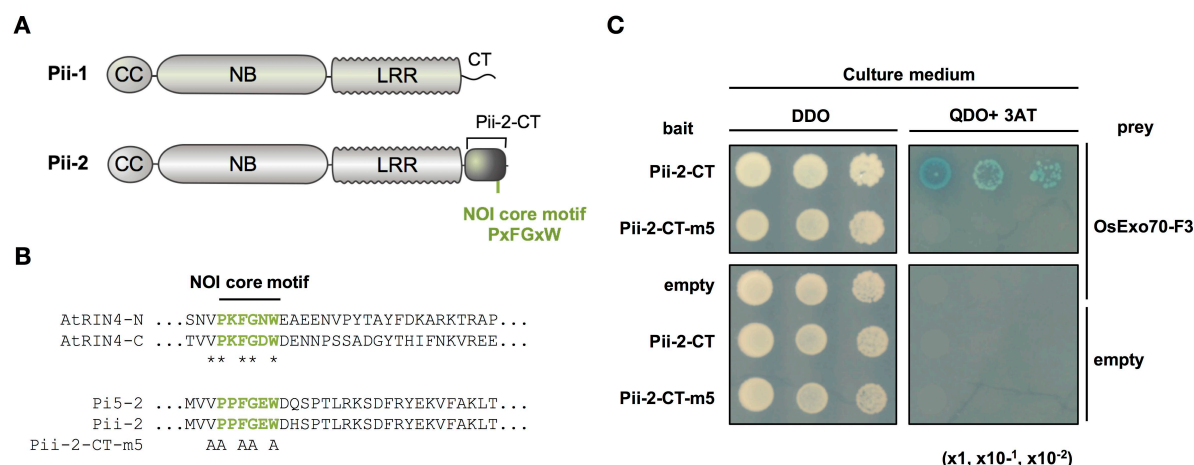 A
Pii-1
CC
NB
LRR
CT
Pii-2-CT
Pii-2
CC
NB
LRR
NOI core motif
PxFGxW
B
NOI core motif
AtRIN4-N ...SNVPKFGNWEAEENVPYTAYFDKARKTRAP...
AtRIN4-C ...TVVPKFGDWDENNPSSADGYTHIFNKVREE...
** ** *
Pi5-2 ...MVVPPFGEWDQSPTLRKSDFRYEKVFAKLT...
Pii-2 ...MVVPPFGEWDHSPTLRKSDFRYEKVFAKLT...
Pii-2-CT-m5 AA AA A
C
Culture medium
bait DDO QDO+ 3AT prey
Pii-2-CT
Pii-2-CT-m5
OsExo70-F3
empty
Pii-2-CT
empty
Pii-2-CT-m5
(x1, x10-¹, x10-²)